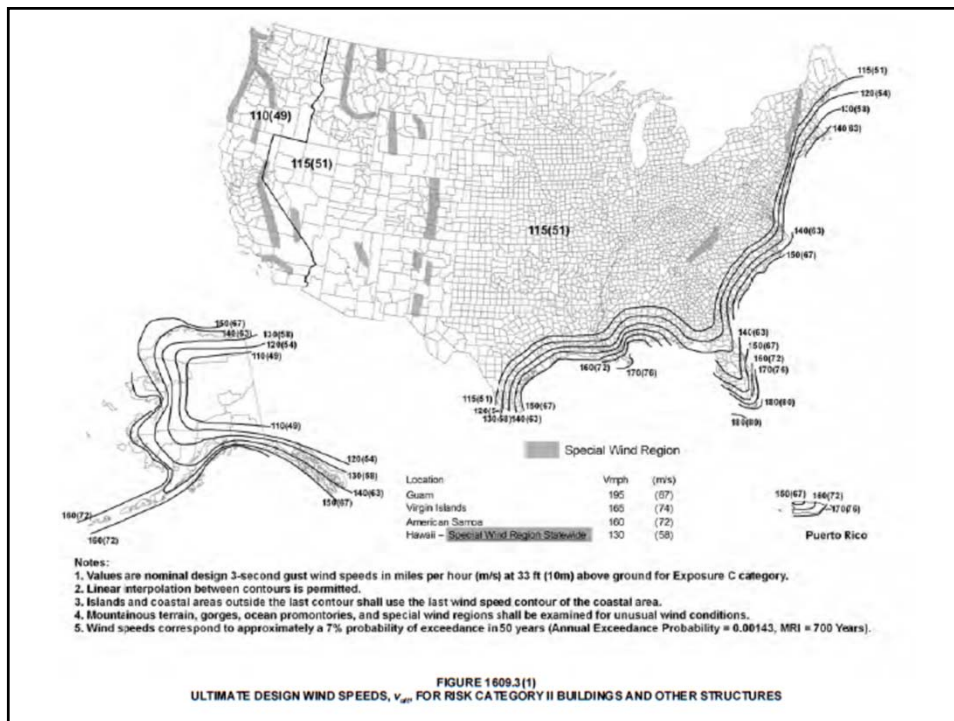 115(51)
120(54)
130(58)
140(63)
110(49)
115(51)
115(51)
140(63)
150(67)
150(67)
140(63) 130(58)
120(54)
110(49)
140(63)
150(67)
160(72)
170(76)
160(72)
170(76)
180(80)
180(80)
115(51)
130(58) 140(63)
150(67)
110(49)
120(54)
130(58)
140(63)
150(67)
160(72)
160(72)
Special Wind Region
Location Vmph (m/s)
Guam 195 (87)
Virgin Islands 165 (74)
American Samoa 160 (72)
Hawaii – Special Wind Region Statewide 130 (58)
150(67) 160(72)
170(76)
Puerto Rico
Notes:
1. Values are nominal design 3-second gust wind speeds in miles per hour (m/s) at 33 ft (10m) above ground for Exposure C category.
2. Linear interpolation between contours is permitted.
3. Islands and coastal areas outside the last contour shall use the last wind speed contour of the coastal area.
4. Mountainous terrain, gorges, ocean promontories, and special wind regions shall be examined for unusual wind conditions.
5. Wind speeds correspond to approximately a 7% probability of exceedance in 50 years (Annual Exceedance Probability = 0.00143, MRI = 700 Years).
FIGURE 1609.3(1)
ULTIMATE DESIGN WIND SPEEDS, FOR RISK CATEGORY II BUILDINGS AND OTHER STRUCTURES